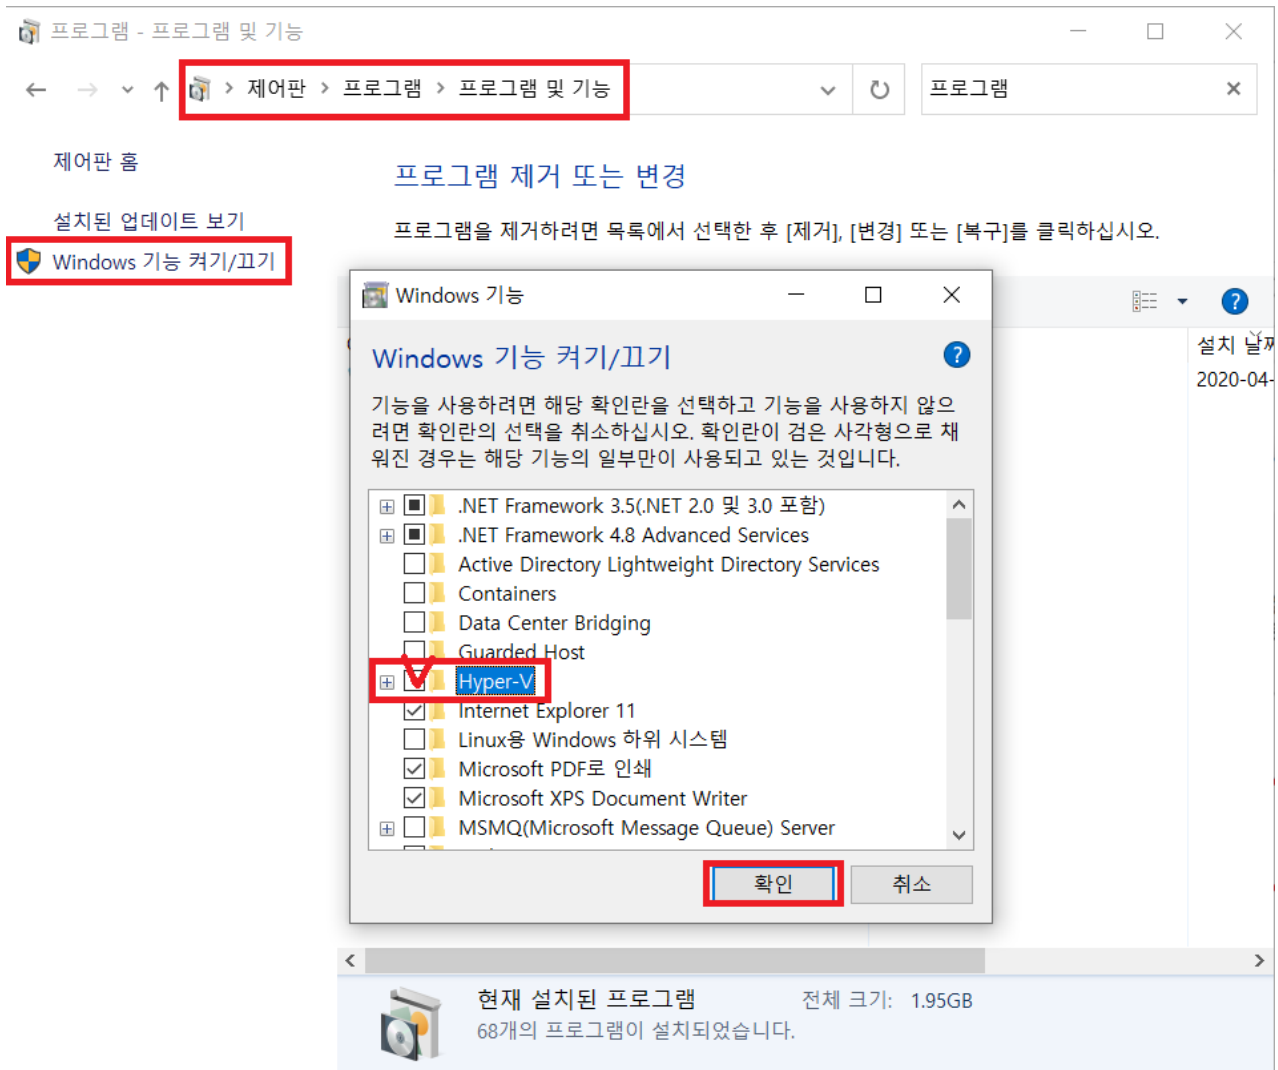 프로그램 - 프로그램 및 기능
제어판 > 프로그램 > 프로그램 및 기능
프로그램
제어판 홈
설치된 업데이트 보기
Windows 기능 켜기/끄기
프로그램 제거 또는 변경
프로그램을 제거하려면 목록에서 선택한 후 [제거], [변경] 또는 [복구]를 클릭하십시오.
설치 날짜
2020-04-
Windows 기능
Windows 기능 켜기/끄기
기능을 사용하려면 해당 확인란을 선택하고 기능을 사용하지 않으
려면 확인란의 선택을 취소하십시오. 확인란이 검은 사각형으로 채
워진 경우는 해당 기능의 일부만이 사용되고 있는 것입니다.
.NET Framework 3.5(.NET 2.0 및 3.0 포함)
.NET Framework 4.8 Advanced Services
Active Directory Lightweight Directory Services
Containers
Data Center Bridging
Guarded Host
Hyper-V
Internet Explorer 11
Linux용 Windows 하위 시스템
Microsoft PDF로 인쇄
Microsoft XPS Document Writer
MSMQ(Microsoft Message Queue) Server
확인
취소
현재 설치된 프로그램
전체 크기: 1.95GB
68개의 프로그램이 설치되었습니다.